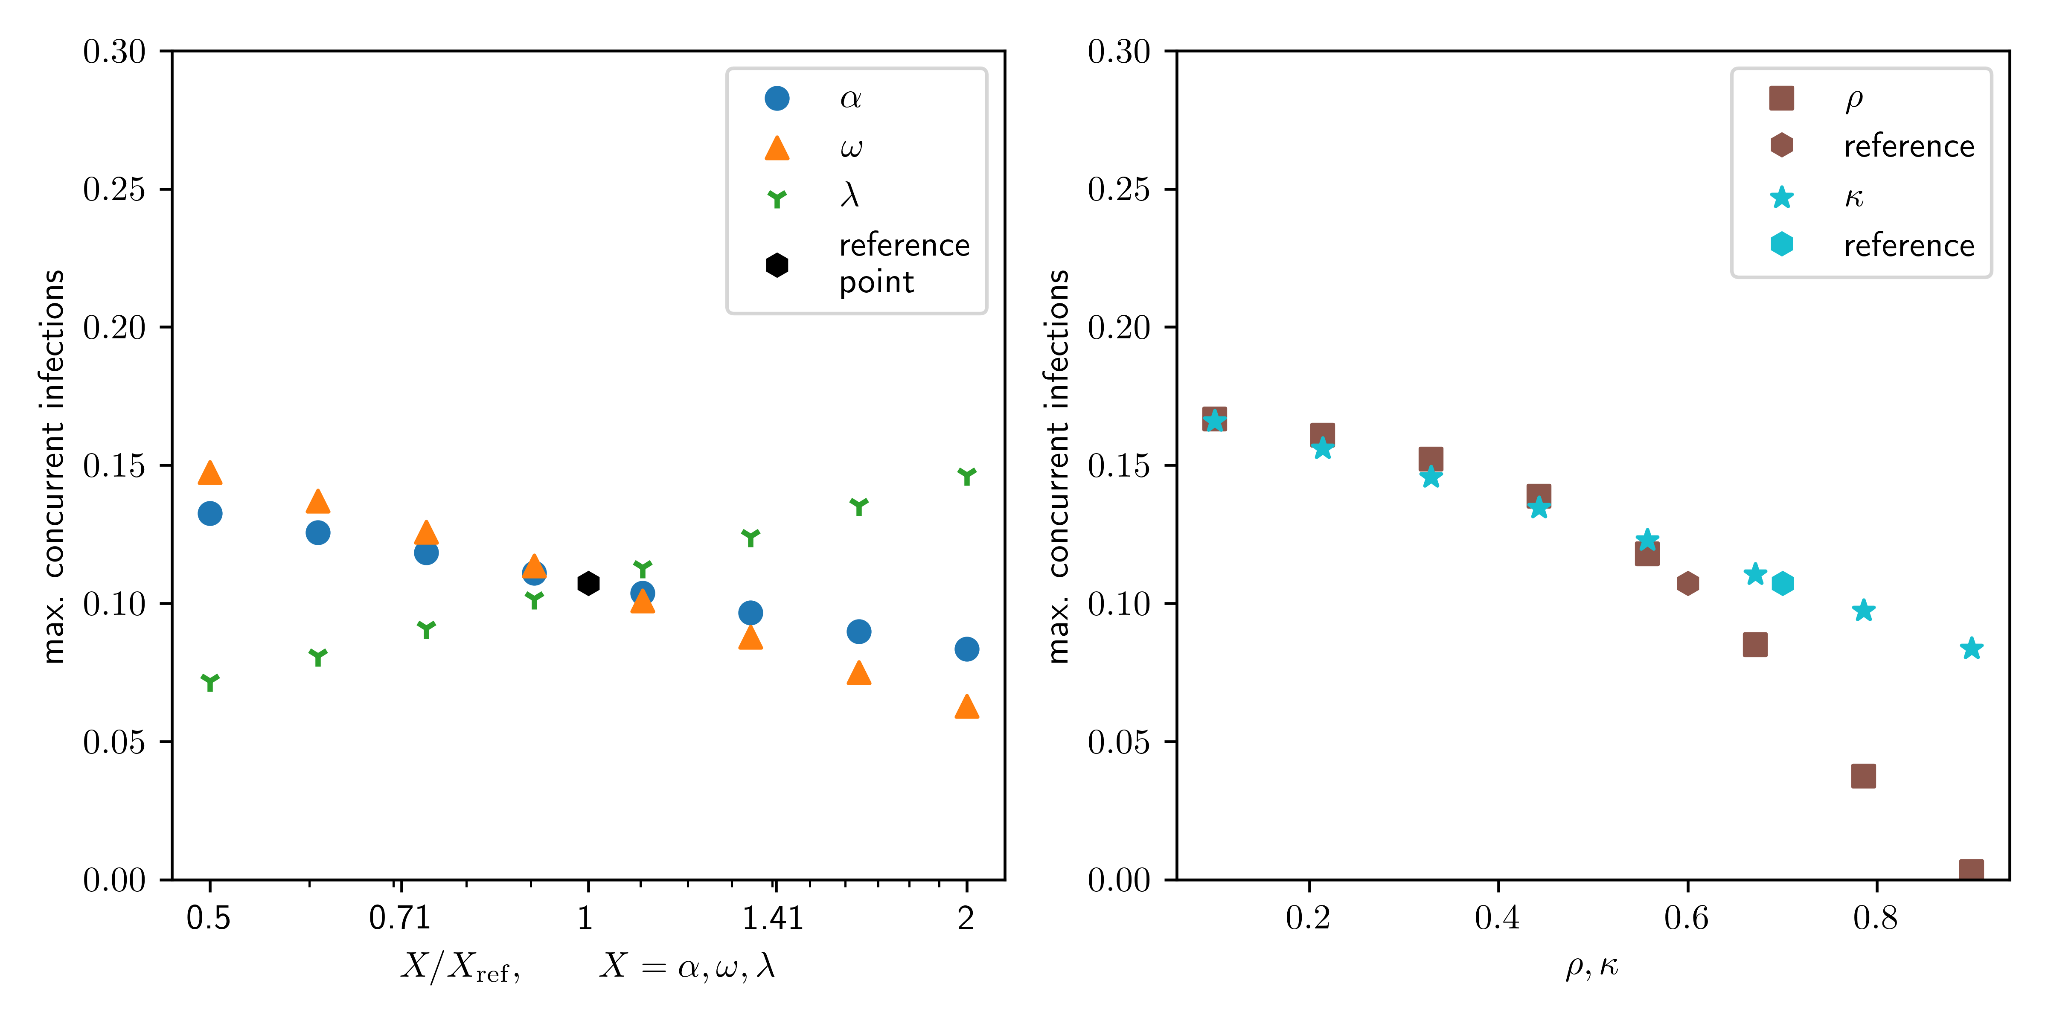 0.30
0.25
0.20
0.15
0.10
0.05
0.00
max. concurrent infections
α
ω
λ
reference
point
0.5 0.71 1 1.41 2
X/X_ref, X = α, ω, λ
0.30
0.25
0.20
0.15
0.10
0.05
0.00
max. concurrent infections
ρ
reference
κ
reference
0.2 0.4 0.6 0.8
ρ, κ